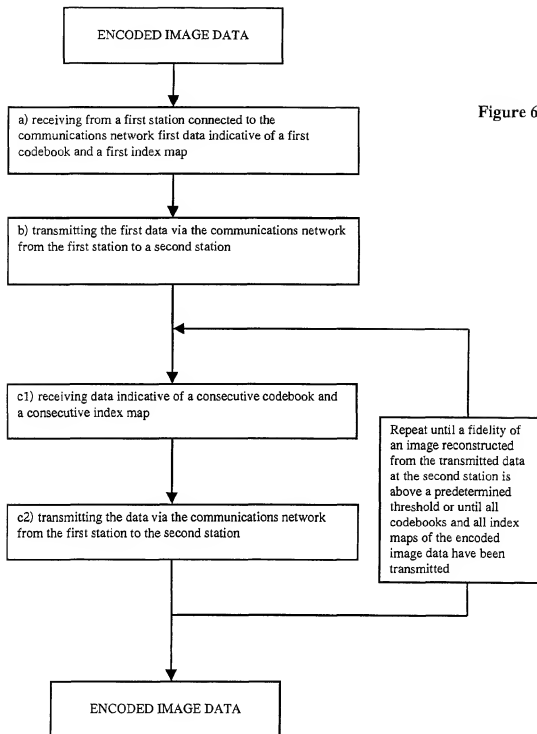 ENCODED IMAGE DATA
Figure 6
a) receiving from a first station connected to the
communications network first data indicative of a first
codebook and a first index map
b) transmitting the first data via the communications network
from the first station to a second station
c1) receiving data indicative of a consecutive codebook and
a consecutive index map
c2) transmitting the data via the communications network
from the first station to the second station
Repeat until a fidelity of
an image reconstructed
from the transmitted data
at the second station is
above a predetermined
threshold or until all
codebooks and all index
maps of the encoded
image data have been
transmitted
ENCODED IMAGE DATA